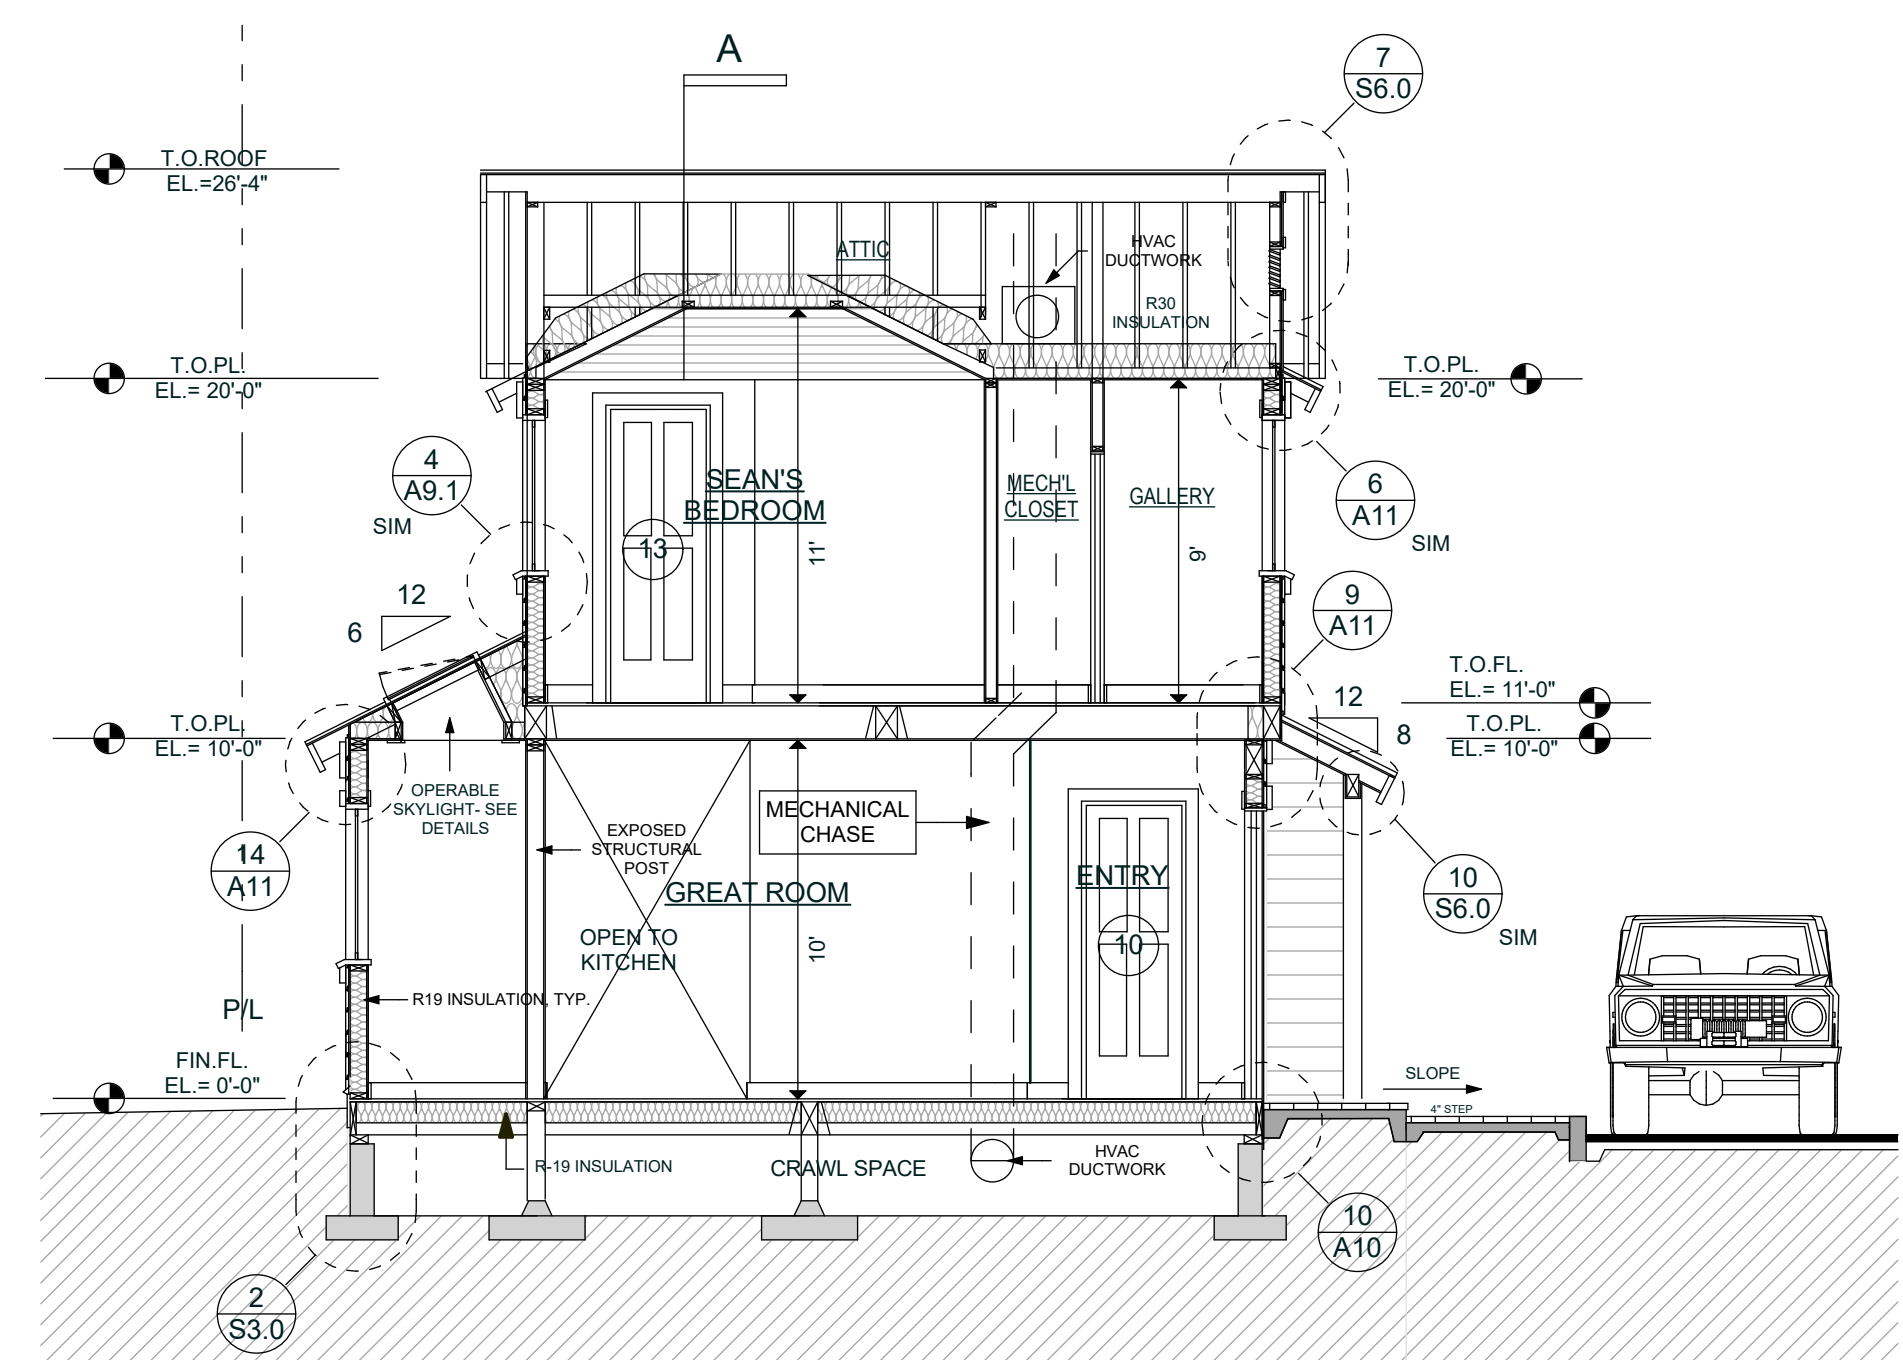 A
7
S6.0
T.O.ROOF
EL.=26'-4"
ATTIC
HVAC
DUCTWORK
R30
INSULATION
T.O.PL.
EL.= 20'-0"
T.O.PL.
EL.= 20'-0"
4
A9.1
SIM
SEAN'S
BEDROOM
13
11'
MECH'L
CLOSET
GALLERY
9'
6
A11
SIM
12
6
9
A11
T.O.FL.
EL.= 11'-0"
12
8
T.O.PL.
EL.= 10'-0"
T.O.PL.
EL.= 10'-0"
OPERABLE
SKYLIGHT- SEE
DETAILS
EXPOSED
STRUCTURAL
POST
MECHANICAL
CHASE
14
A11
GREAT ROOM
ENTRY
10
S6.0
SIM
OPEN TO
KITCHEN
10'
10
R19 INSULATION, TYP.
P/L
FIN.FL.
EL.= 0'-0"
SLOPE
4" STEP
R-19 INSULATION
CRAWL SPACE
HVAC
DUCTWORK
10
A10
2
S3.0